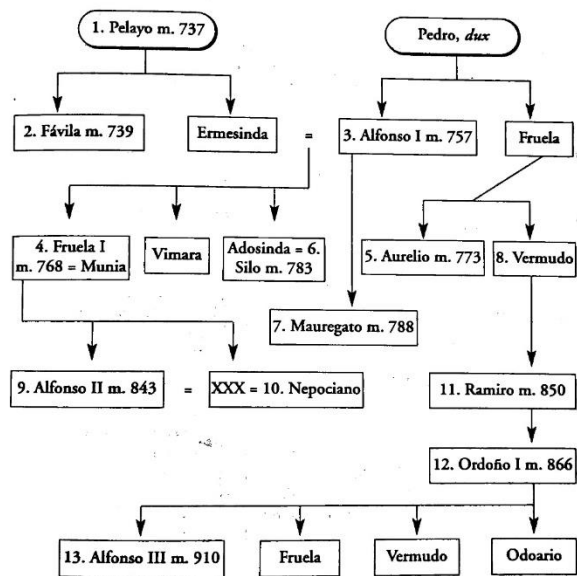 1. Pelayo m. 737
Pedro, dux
2. Fávila m. 739
Ermesinda
=
3. Alfonso I m. 757
Fruela
4. Fruela I
m. 768 = Munia
Vimara
Adosinda = 6.
Silo m. 783
5. Aurelio m. 773
8. Vermudo
7. Mauregato m. 788
9. Alfonso II m. 843
=
XXX = 10. Nepociano
11. Ramiro m. 850
12. Ordoño I m. 866
13. Alfonso III m. 910
Fruela
Vermudo
Odoario